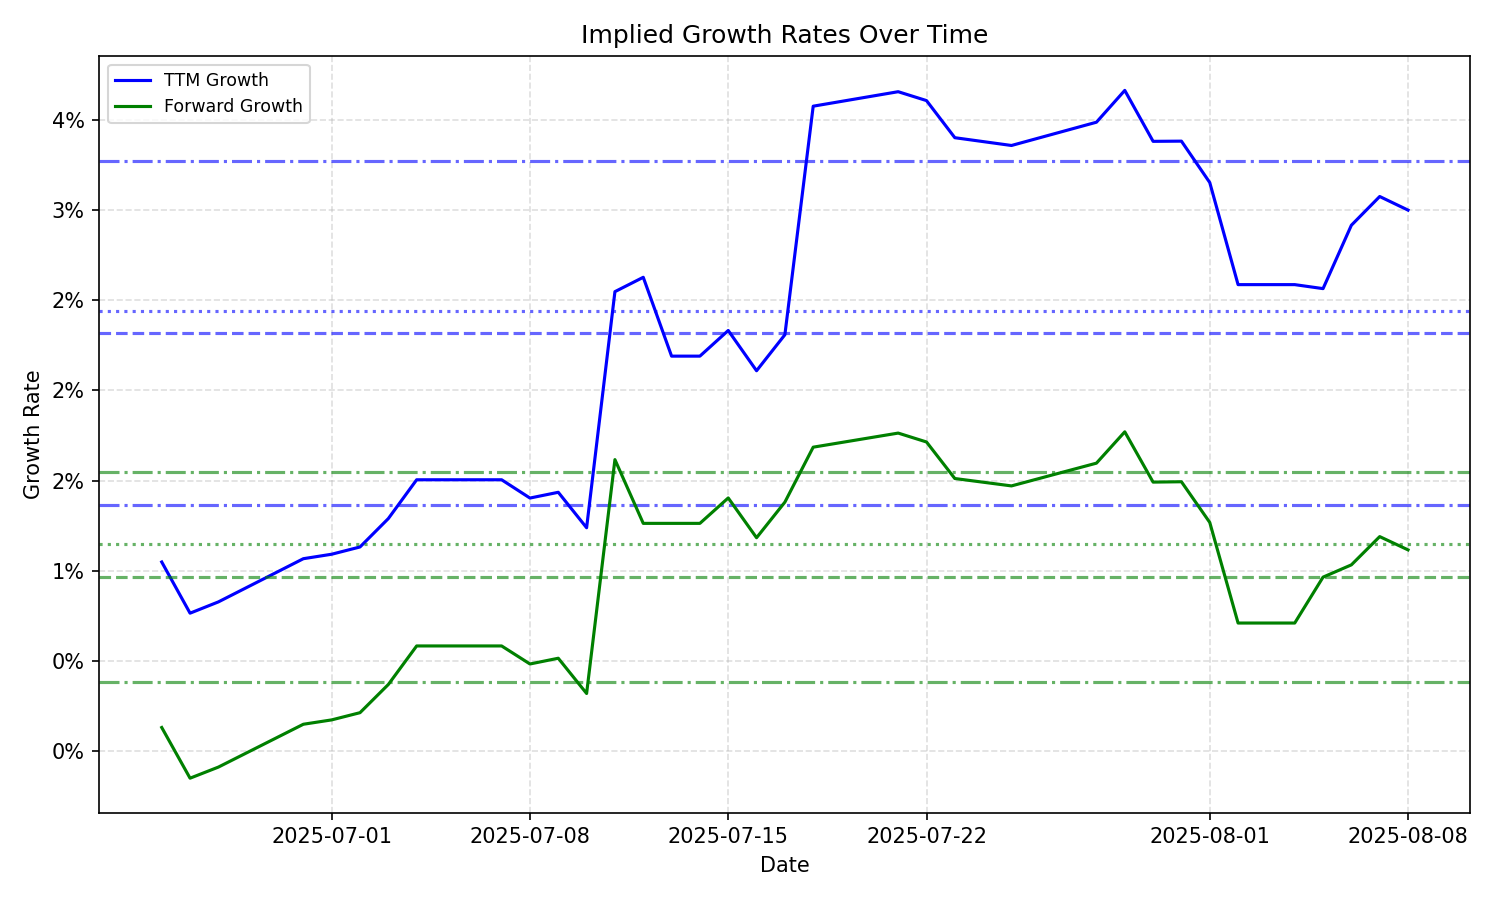 Implied Growth Rates Over Time
TTM Growth
Forward Growth
4%
3%
2%
2%
2%
1%
0%
0%
Growth Rate
2025-07-01
2025-07-08
2025-07-15
2025-07-22
2025-08-01
2025-08-08
Date